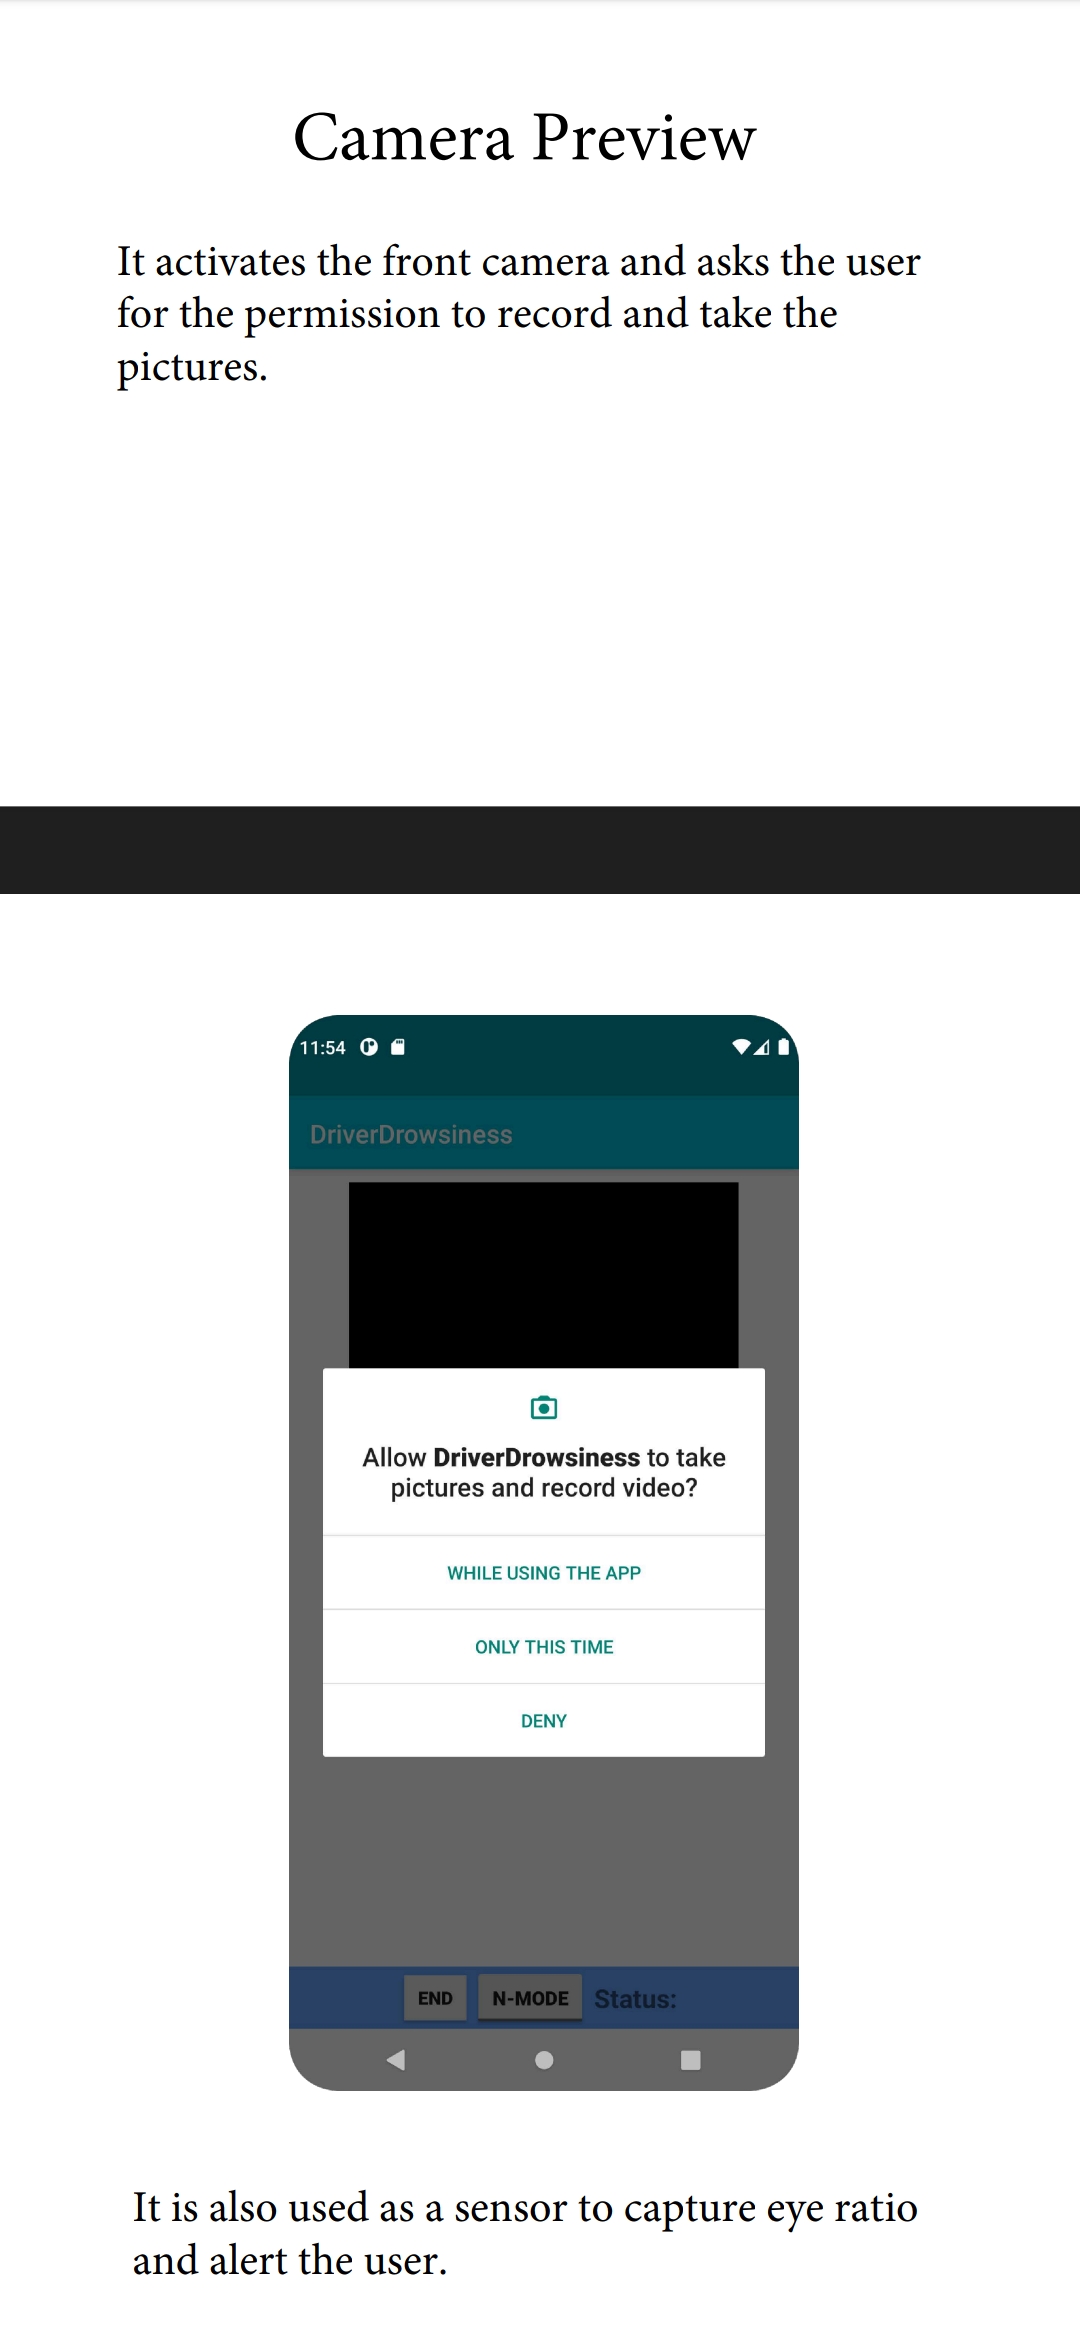 Camera Preview
It activates the front camera and asks the user
for the permission to record and take the
pictures.
11:54
DriverDrowsiness
Allow DriverDrowsiness to take
pictures and record video?
WHILE USING THE APP
ONLY THIS TIME
DENY
END N-MODE Status:
It is also used as a sensor to capture eye ratio
and alert the user.